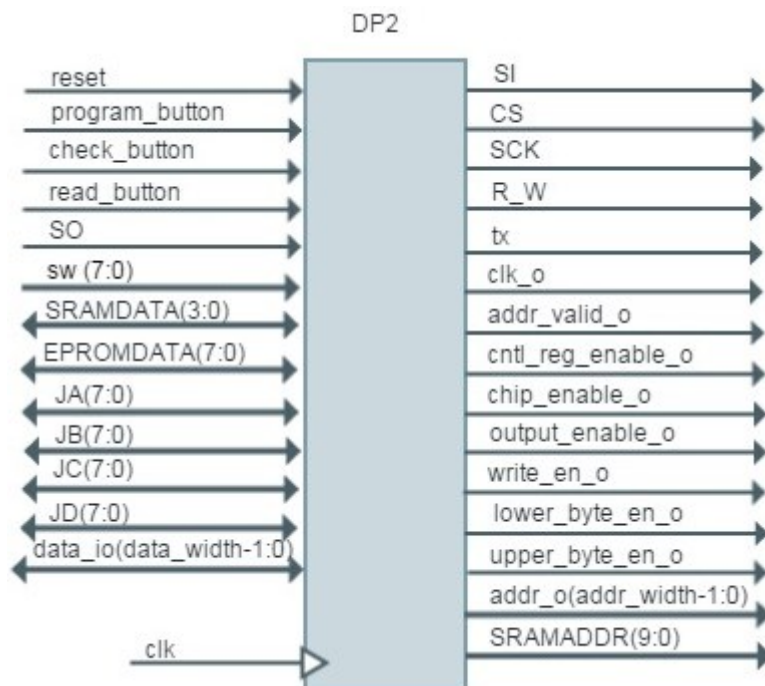 DP2
reset
program_button
check_button
read_button
SO
sw (7:0)
SRAMDATA(3:0)
EPROMDATA(7:0)
JA(7:0)
JB(7:0)
JC(7:0)
JD(7:0)
data_io(data_width-1:0)
clk
SI
CS
SCK
R_W
tx
clk_o
addr_valid_o
cntl_reg_enable_o
chip_enable_o
output_enable_o
write_en_o
lower_byte_en_o
upper_byte_en_o
addr_o(addr_width-1:0)
SRAMADDR(9:0)